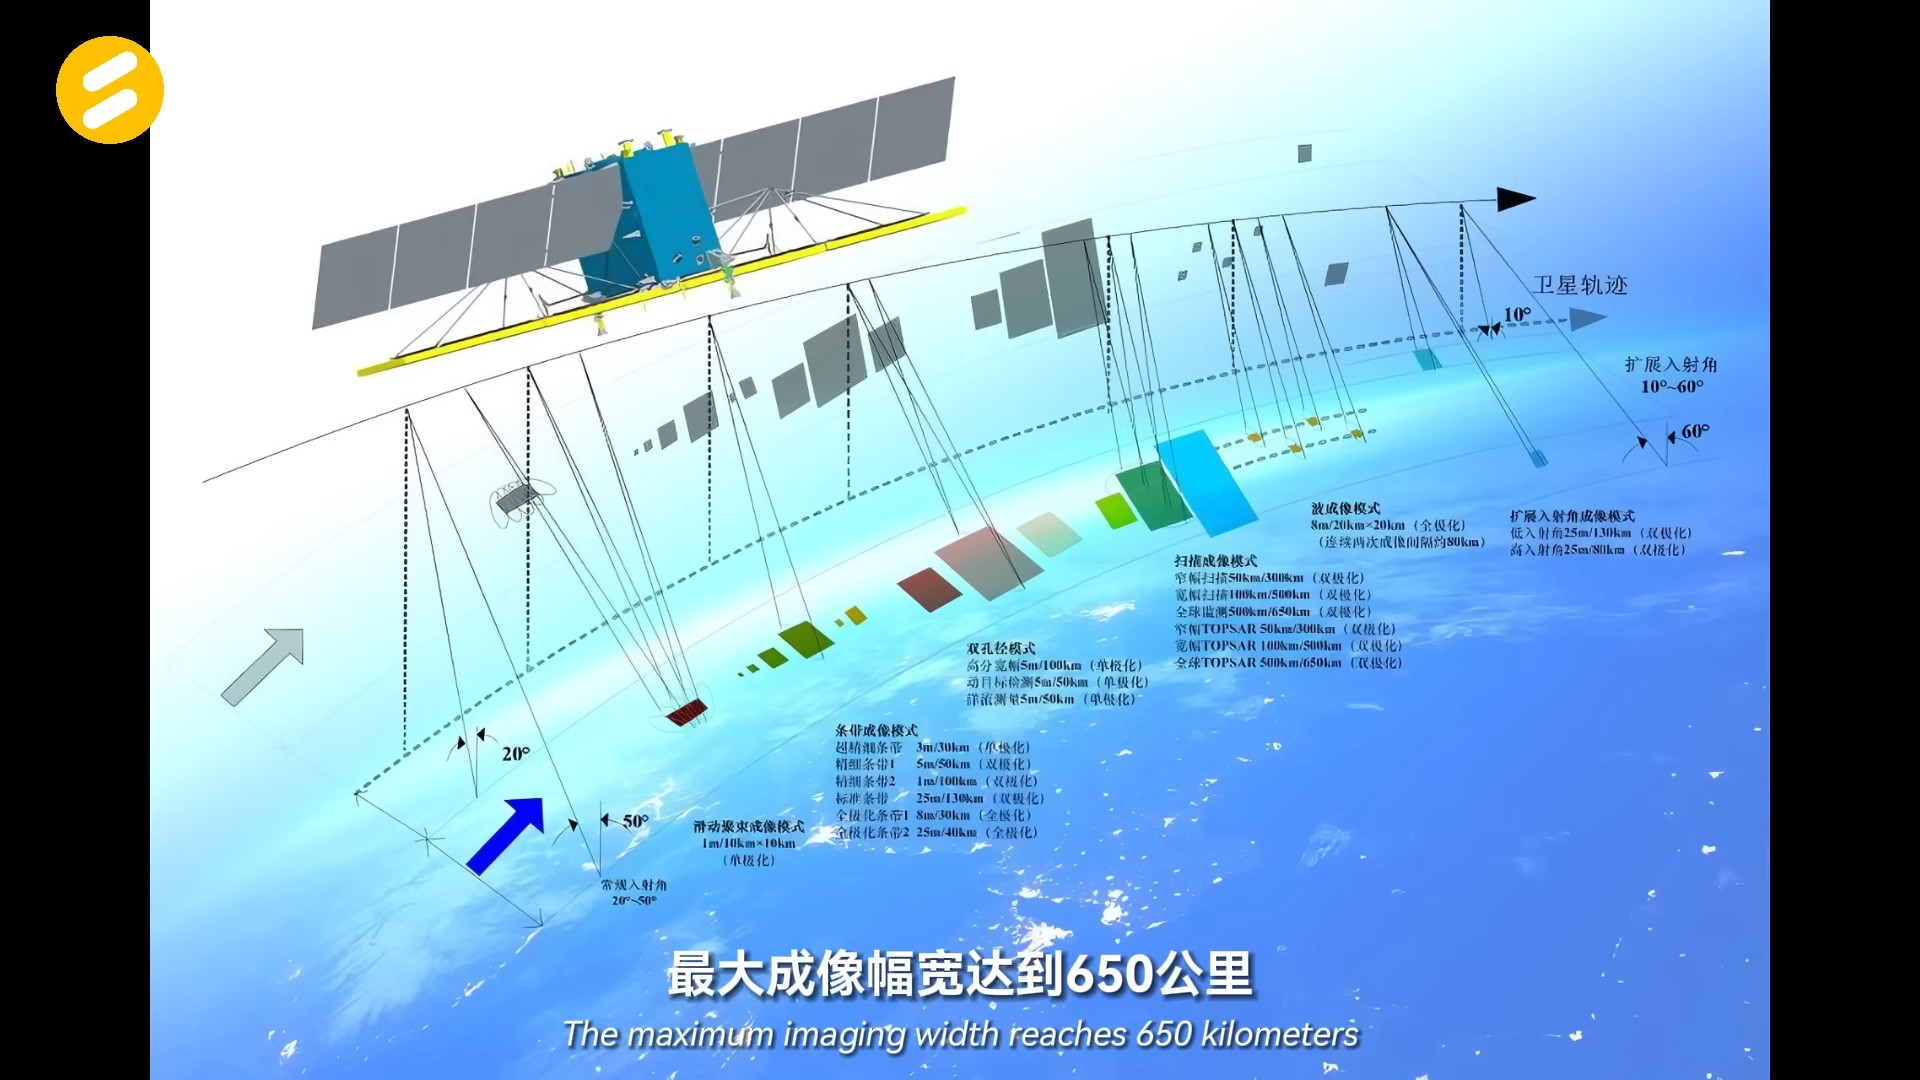 卫星轨迹
10°
扩展入射角
10°~60°
60°
波成像模式
8m/20km×20km（全极化）
（连续两次成像间隔约80km）
扩展入射角成像模式
低入射角25m/130km（双极化）
高入射角25m/80km（双极化）
扫描成像模式
窄幅扫描50km/300km（双极化）
宽幅扫描100km/500km（双极化）
全球监测500km/650km（双极化）
窄幅TOPSAR 50km/300km（双极化）
宽幅TOPSAR 100km/500km（双极化）
全球TOPSAR 500km/650km（双极化）
双孔径模式
高分宽幅5m/100km（单极化）
动目标检测5m/50km（单极化）
洋流测量5m/50km（单极化）
条带成像模式
超精细条带 3m/30km（单极化）
精细条带1 5m/50km（双极化）
精细条带2 1m/100km（双极化）
标准条带 25m/130km（双极化）
全极化条带1 8m/30km（全极化）
全极化条带2 25m/40km（全极化）
滑动聚束成像模式
1m/10km×10km
（单极化）
20°
50°
常规入射角
20°~50°
最大成像幅宽达到650公里
The maximum imaging width reaches 650 kilometers